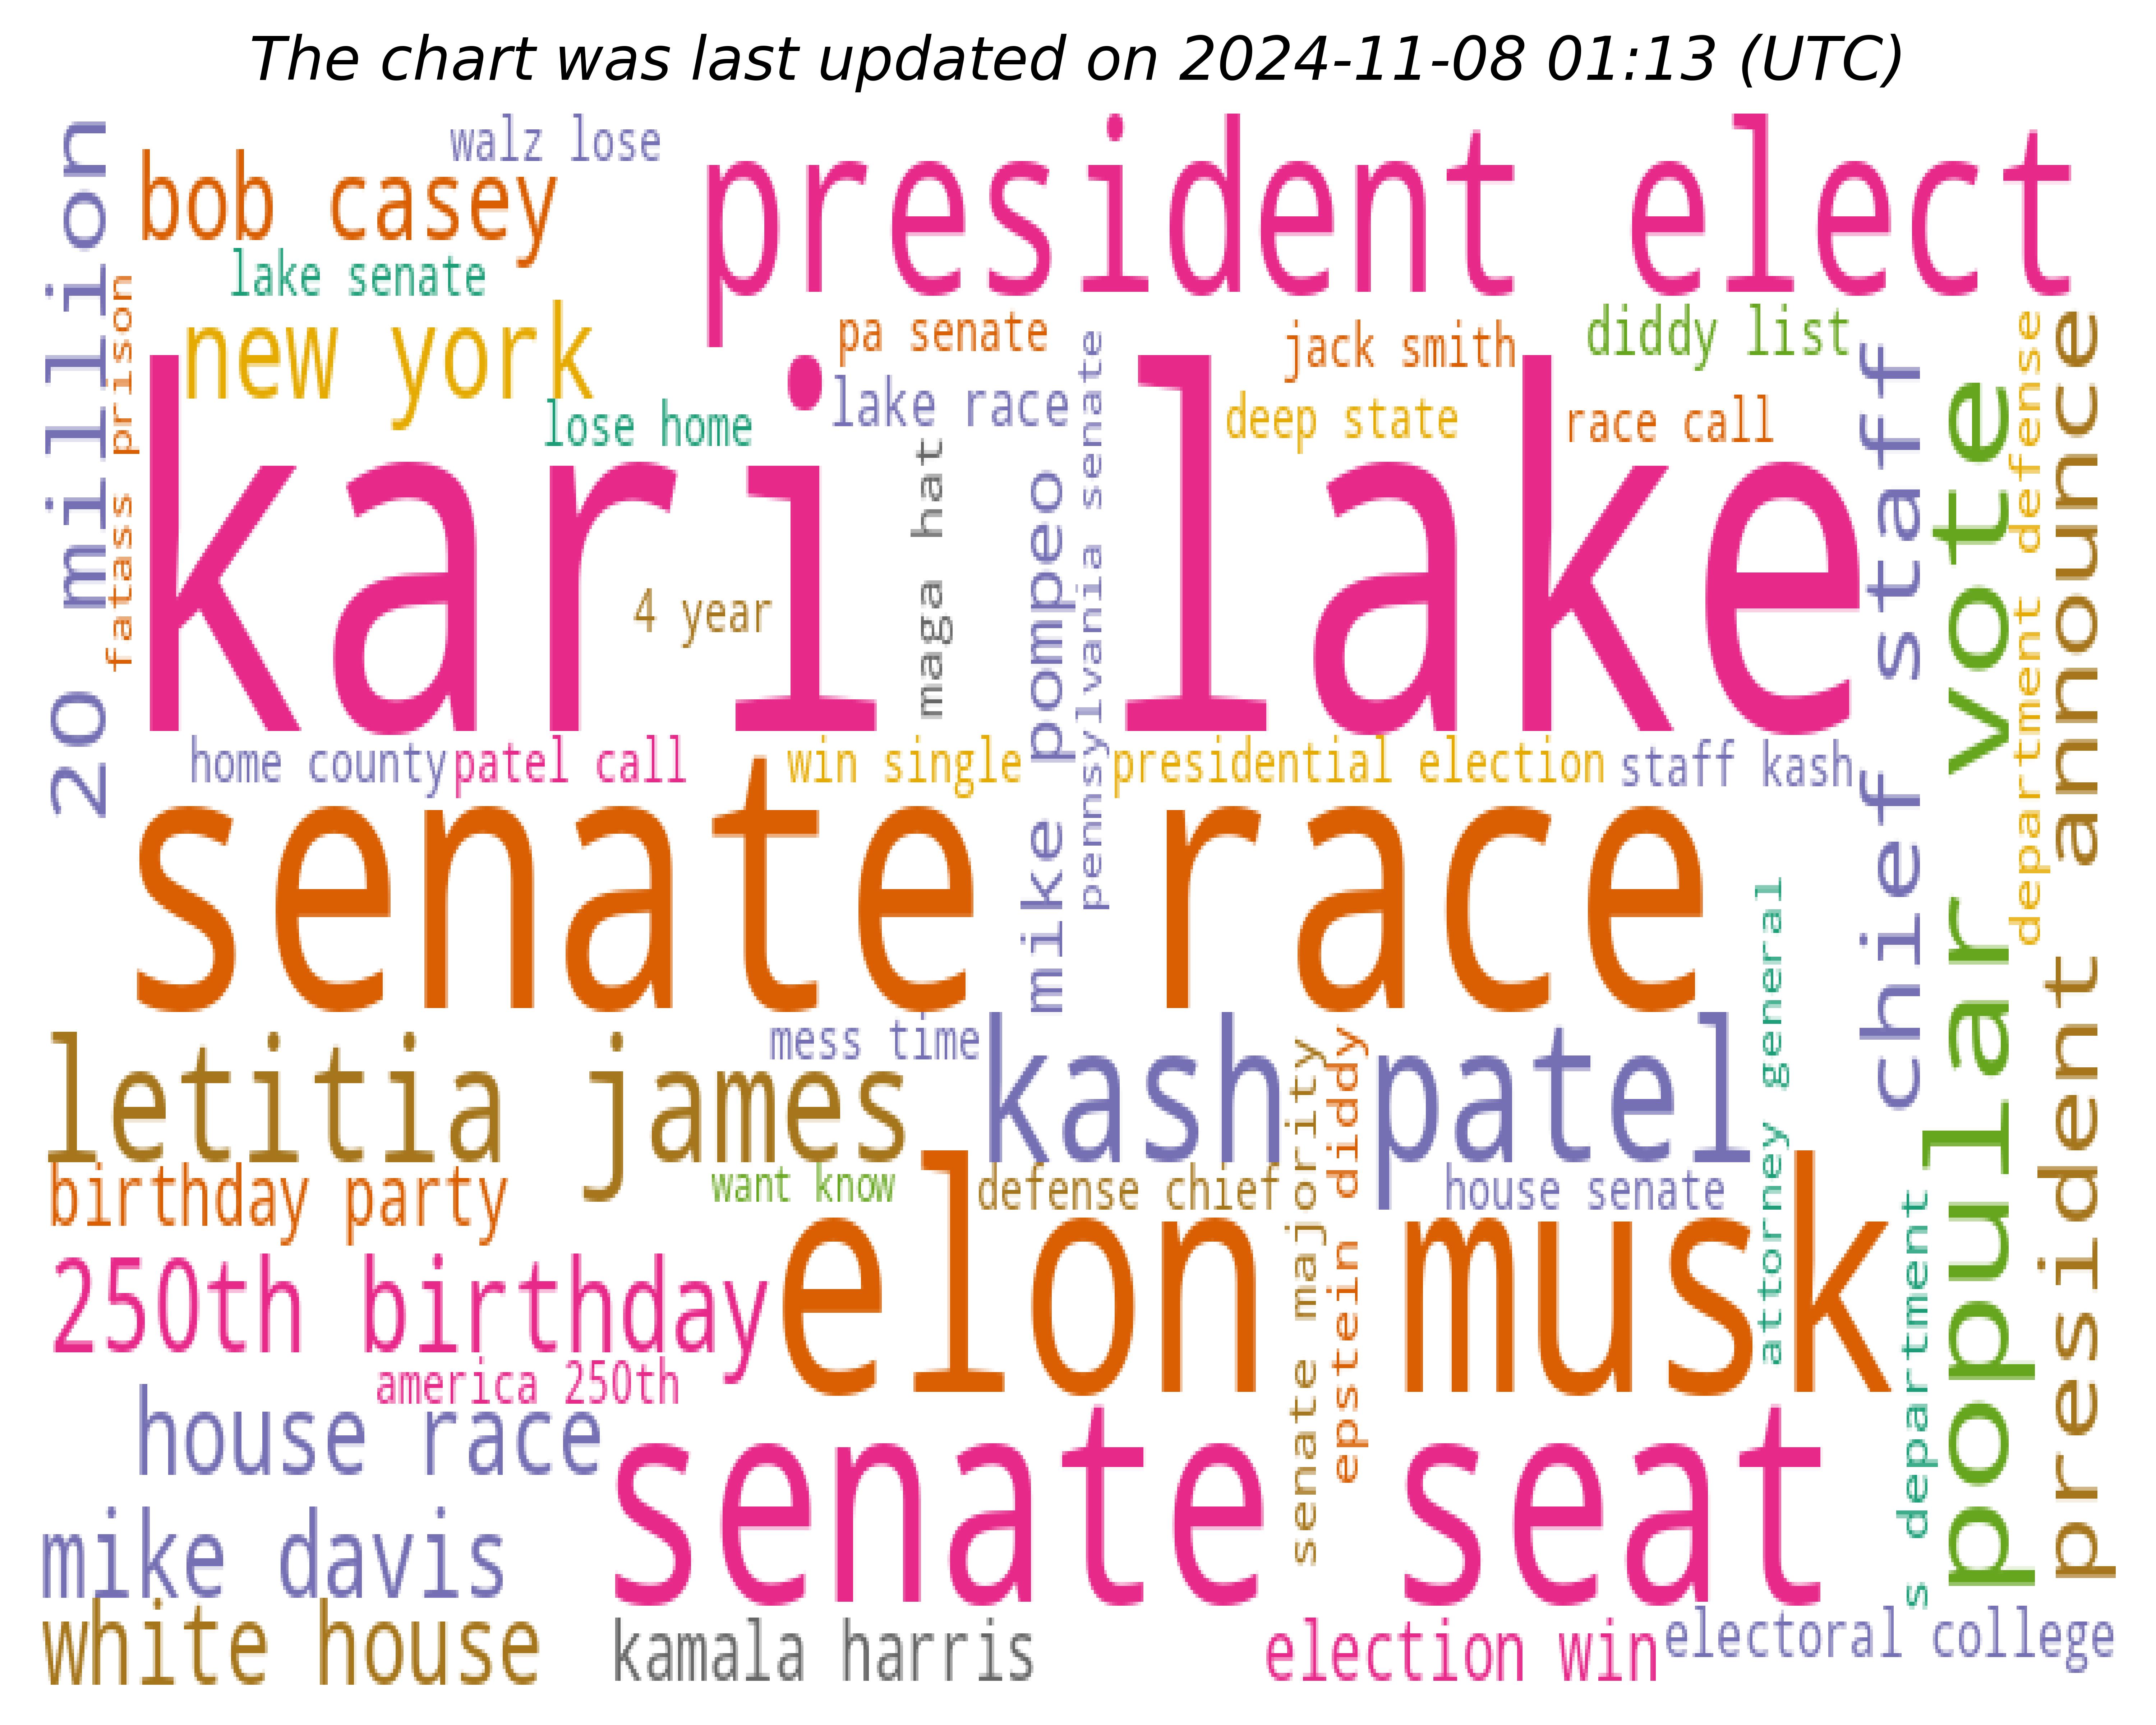 The chart was last updated on 2024-11-08 01:13 (UTC)
walz lose
president elect
bob casey
20 million
lake senate
fatass prison
new york
pa senate
jack smith
diddy list
lose home
lake race
deep state
race call
kari lake
4 year
maga hat
mike pompeo
pennsylvania senate
chief staff
popular vote
department defense
president announce
home county
patel call
win single
presidential election
staff kash
senate race
letitia james
mess time
kash patel
attorney general
birthday party
want know
defense chief
senate majority
epstein diddy
house senate
250th birthday
elon musk
america 250th
house race
senate seat
s department
mike davis
white house
kamala harris
election win
electoral college